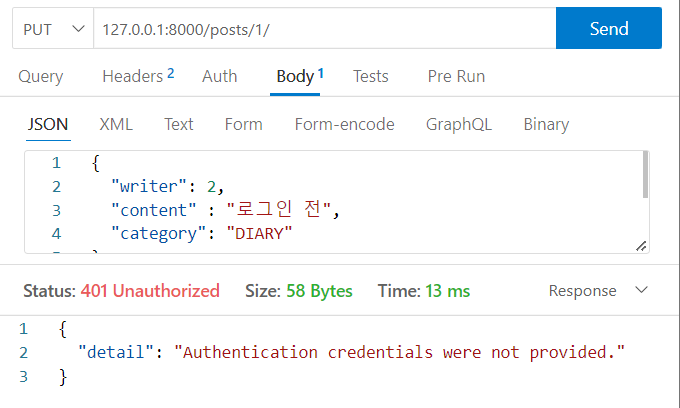 PUT 127.0.0.1:8000/posts/1/ Send
Query Headers 2 Auth Body 1 Tests Pre Run
JSON XML Text Form Form-encode GraphQL Binary
1 {
2 "writer": 2,
3 "content" : "로그인 전",
4 "category": "DIARY"
Status: 401 Unauthorized Size: 58 Bytes Time: 13 ms Response
1 {
2 "detail": "Authentication credentials were not provided."
3 }